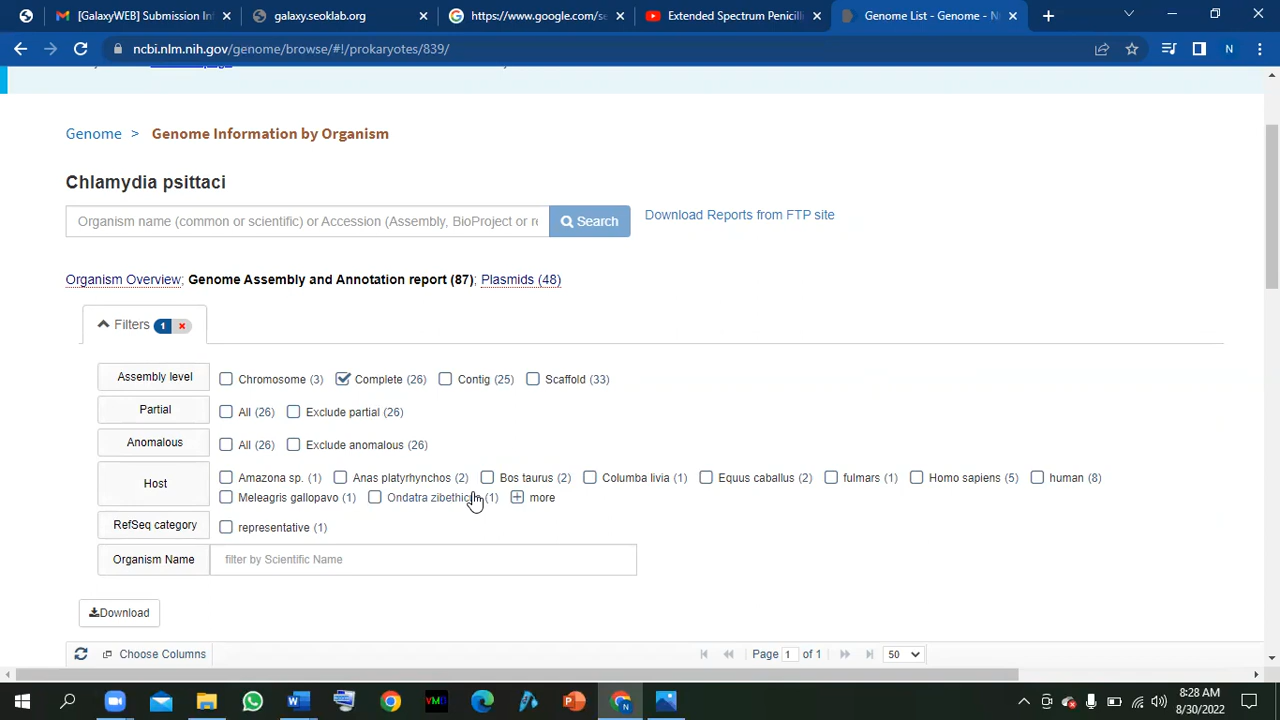 [GalaxyWEB] Submission In
galaxy.seoklab.org
https://www.google.com/se
Extended Spectrum Penicill
Genome List - Genome - N
ncbi.nlm.nih.gov/genome/browse/#!/prokaryotes/839/
N
Genome > Genome Information by Organism
Chlamydia psittaci
Organism name (common or scientific) or Accession (Assembly, BioProject or re
Search
Download Reports from FTP site
Organism Overview; Genome Assembly and Annotation report (87); Plasmids (48)
Filters 1 ×
Assembly level Chromosome (3) Complete (26) Contig (25) Scaffold (33)
Partial All (26) Exclude partial (26)
Anomalous All (26) Exclude anomalous (26)
Host Amazona sp. (1) Anas platyrhynchos (2) Bos taurus (2) Columba livia (1) Equus caballus (2) fulmars (1) Homo sapiens (5) human (8)
Meleagris gallopavo (1) Ondatra (1) more
RefSeq category representative (1)
Organism Name filter by Scientific Name
Download
Choose Columns Page 1 of 1 50
VMD
8:28 AM
8/30/2022